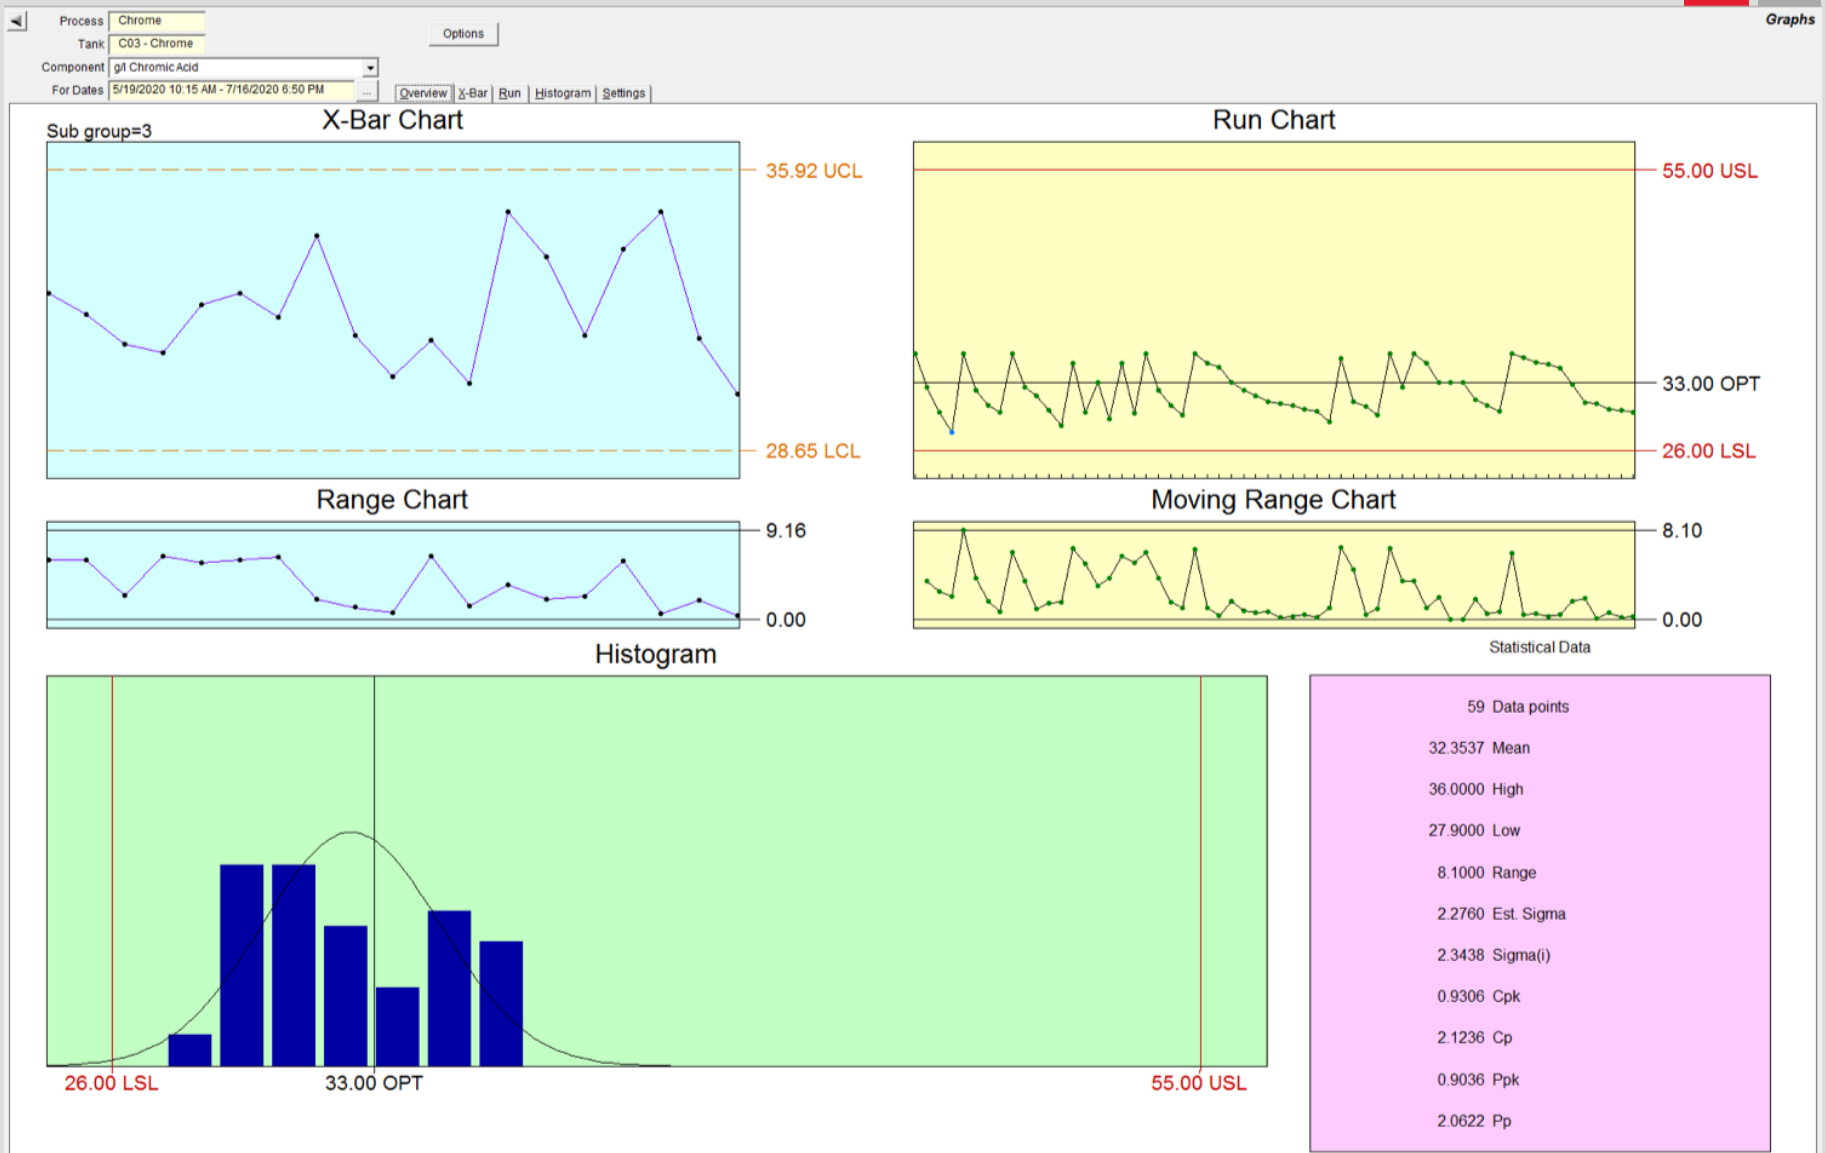 Graphs
Process Chrome
Tank C03 - Chrome
Options
Component g/l Chromic Acid
For Dates 5/19/2020 10:15 AM - 7/16/2020 6:50 PM ...
Overview X-Bar Run Histogram Settings
Sub group=3
X-Bar Chart
35.92 UCL
28.65 LCL
Run Chart
55.00 USL
33.00 OPT
26.00 LSL
Range Chart
9.16
0.00
Moving Range Chart
8.10
0.00
Histogram
26.00 LSL
33.00 OPT
55.00 USL
Statistical Data
59 Data points
32.3537 Mean
36.0000 High
27.9000 Low
8.1000 Range
2.2760 Est. Sigma
2.3438 Sigma(i)
0.9306 Cpk
2.1236 Cp
0.9036 Ppk
2.0622 Pp